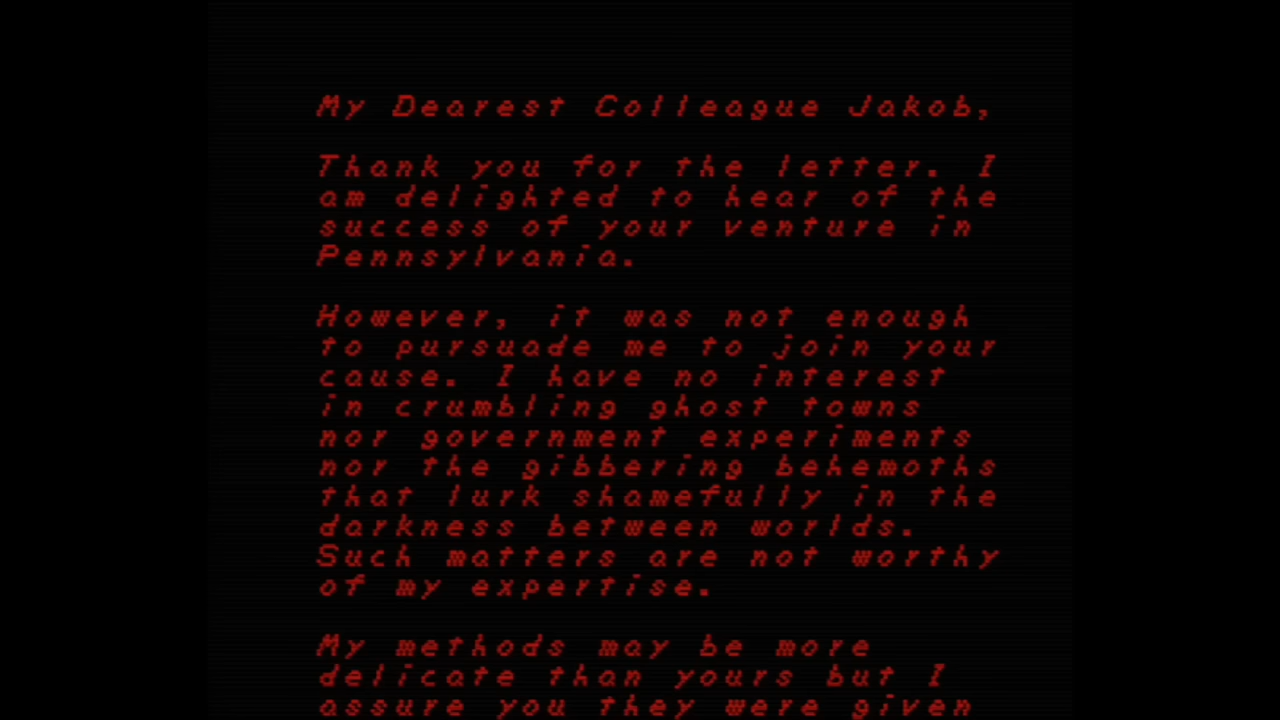 My Dearest Colleague Jakob,
Thank you for the letter. I
am delighted to hear of the
success of your venture in
Pennsylvania.
However, it was not enough
to pursuade me to join your
cause. I have no interest
in crumbling ghost towns
nor government experiments
nor the gibbering behemoths
that lurk shamefully in the
darkness between worlds.
Such matters are not worthy
of my expertise.
My methods may be more
delicate than yours but I
assure you they were given